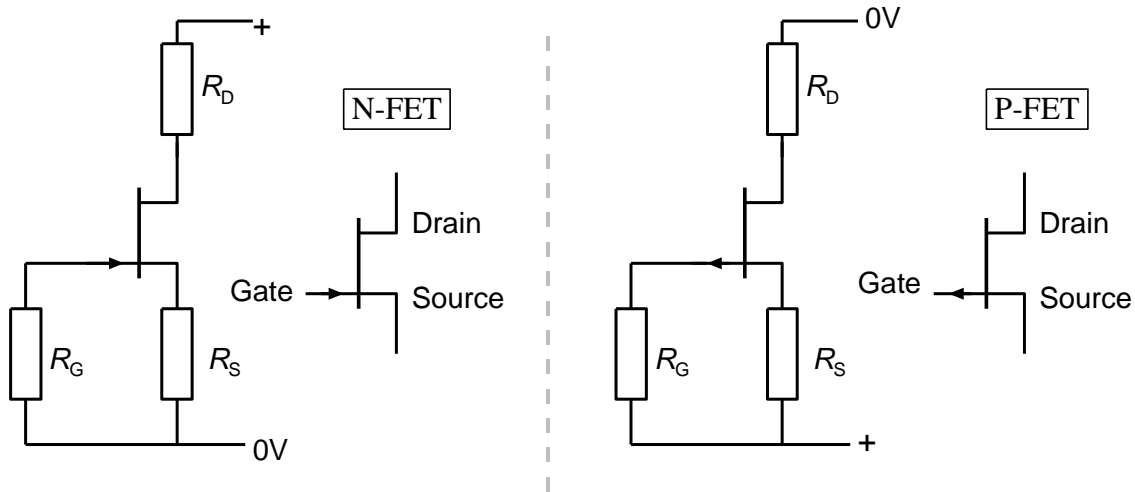 +
R_D
N-FET
Drain
Gate
Source
R_G
R_S
0V
0V
R_D
P-FET
Drain
Gate
Source
R_G
R_S
+